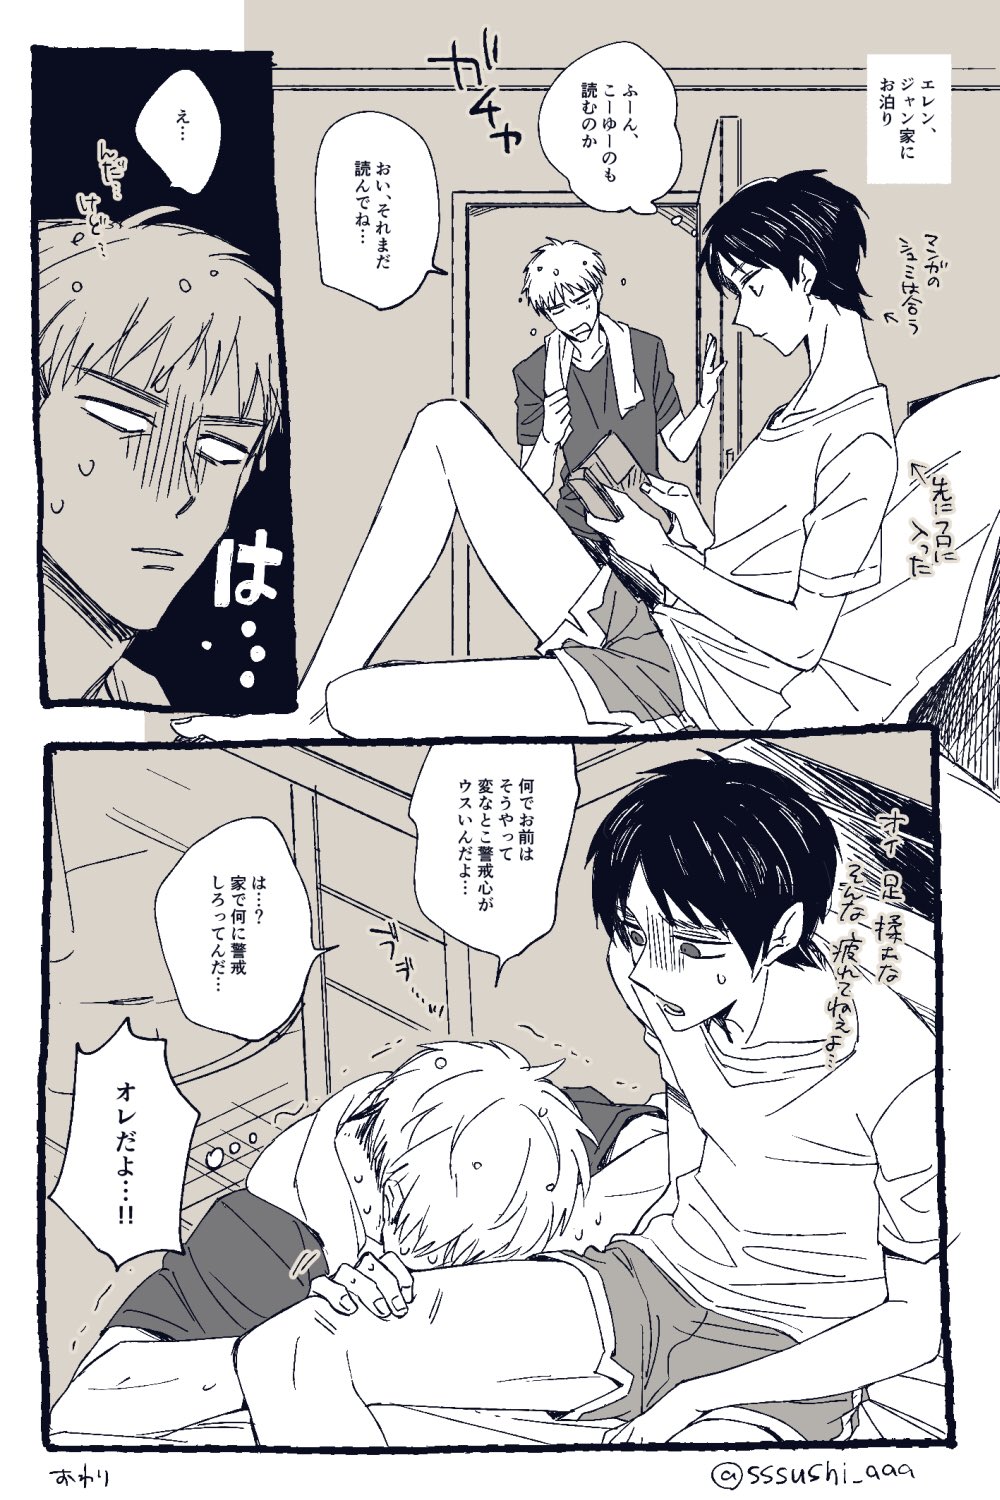 エレン、
ジャン家に
お泊り
マンガの
シュミは合う
ふーん、
こーゆーのも
読むのか
ガチャ
おい、それまだ
読んでね…
先にフロに
入った
え…
んだ…
けど…
は…
オイ 足 揉むな
そんな 疲れてねぇよ…
何でお前は
そうやって
変なとこ警戒心が
ウスいんだよ…
は…?
家で何に警戒
しろってんだ…
オレだよ…!!
おわり
@sssushi_aaa